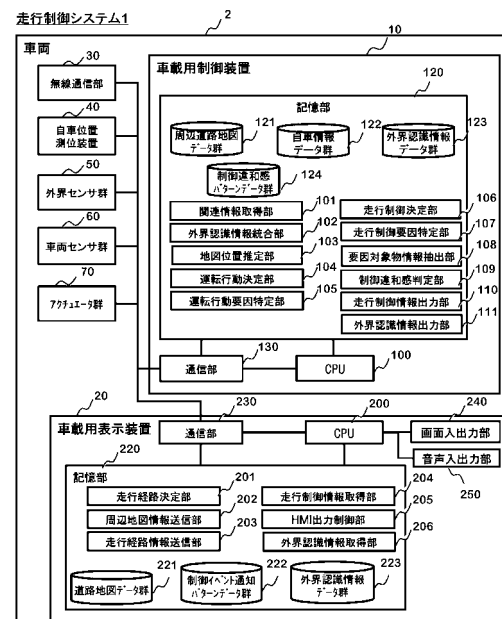 走行制御システム1
2
車両
10
30
無線通信部
40
自車位置
測位装置
50
外界センサ群
60
車両センサ群
70
アクチュエータ群
車載用制御装置
120
記憶部
周辺道路地図
データ群
121
自車情報
データ群
122
外界認識情報
データ群
123
制御違和感
パターンデータ群
124
関連情報取得部
101
外界認識情報統合部
102
地図位置推定部
103
運転行動決定部
104
運転行動要因特定部
105
走行制御決定部
106
走行制御要因特定部
107
要因対象物情報抽出部
108
制御違和感判定部
109
走行制御情報出力部
110
外界認識情報出力部
111
130
通信部
CPU
100
20
車載用表示装置
230
通信部
200
CPU
240
画面入出力部
音声入出力部
250
220
記憶部
走行経路決定部
201
周辺地図情報送信部
202
走行経路情報送信部
203
走行制御情報取得部
204
HMI出力制御部
205
外界認識情報取得部
206
道路地図データ群
221
制御イベント通知
パターンデータ群
222
外界認識情報
データ群
223